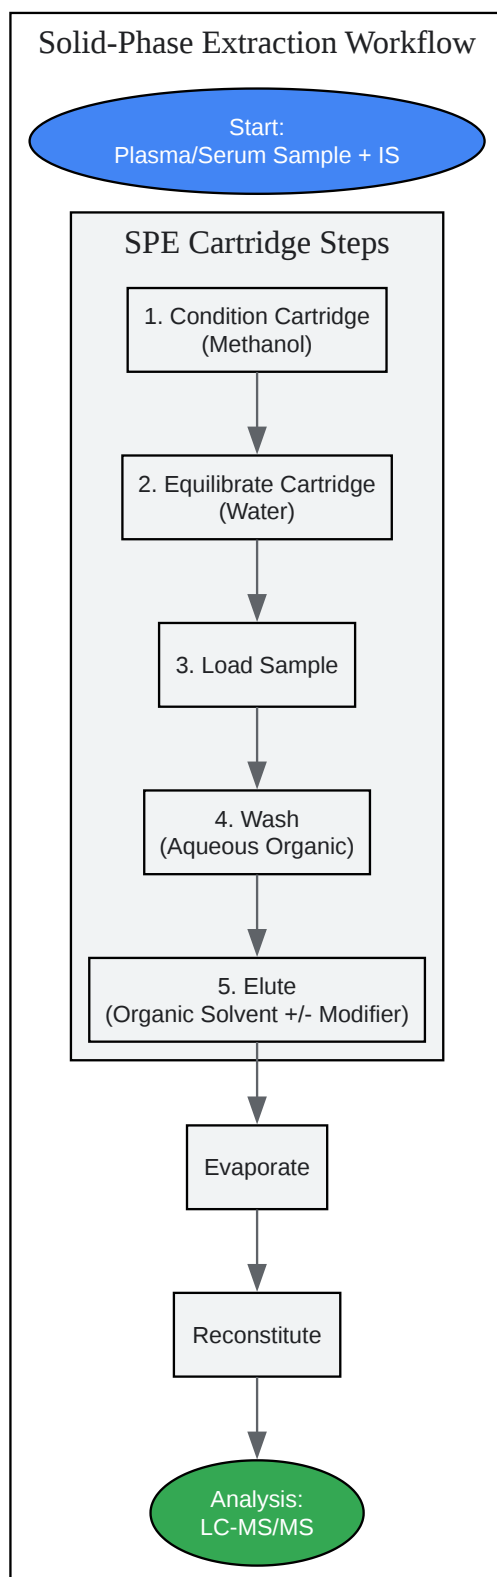 Solid-Phase Extraction Workflow
Start:
Plasma/Serum Sample + IS
SPE Cartridge Steps
1. Condition Cartridge
(Methanol)
2. Equilibrate Cartridge
(Water)
3. Load Sample
4. Wash
(Aqueous Organic)
5. Elute
(Organic Solvent +/- Modifier)
Evaporate
Reconstitute
Analysis:
LC-MS/MS